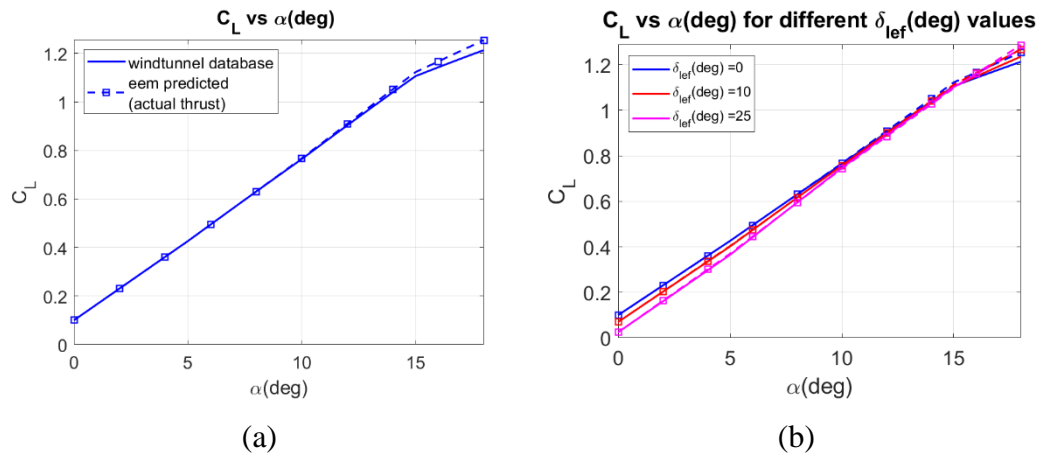 C_L vs α(deg)
windtunnel database
eem predicted
(actual thrust)
1.2
1
0.8
0.6
0.4
0.2
0
C_L
0 5 10 15
α(deg)
(a)
C_L vs α(deg) for different δ_lef(deg) values
δ_lef(deg) =0
δ_lef(deg) =10
δ_lef(deg) =25
1.2
1
0.8
0.6
0.4
0.2
0
C_L
0 5 10 15
α(deg)
(b)